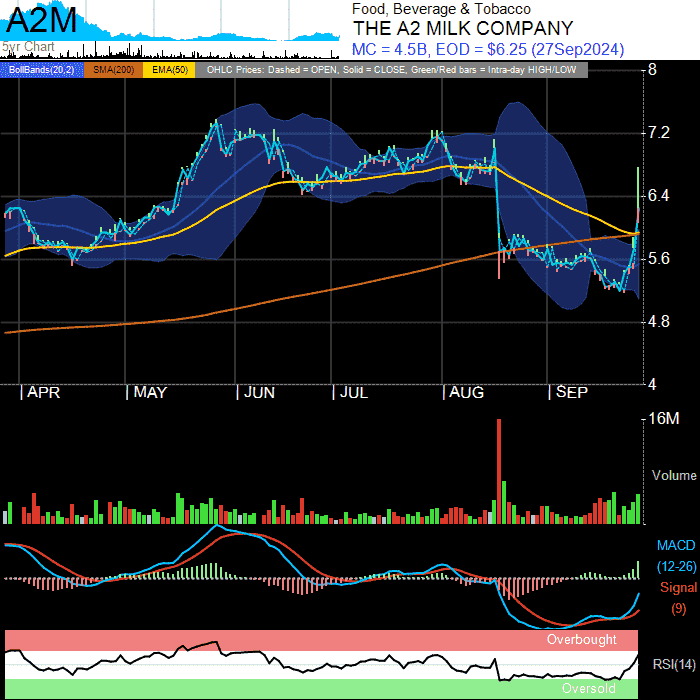 A2M
5yr Chart
Food, Beverage & Tobacco
THE A2 MILK COMPANY
MC = 4.5B, EOD = $6.25 (27Sep2024)
BollBands(20,2) SMA(200) EMA(50) OHLC Prices: Dashed = OPEN, Solid = CLOSE, Green/Red bars = Intra-day HIGH/LOW
8
7.2
6.4
5.6
4.8
4
| APR | MAY | JUN | JUL | AUG | SEP
16M
Volume
MACD
(12-26)
Signal
(9)
Overbought
RSI(14)
Oversold